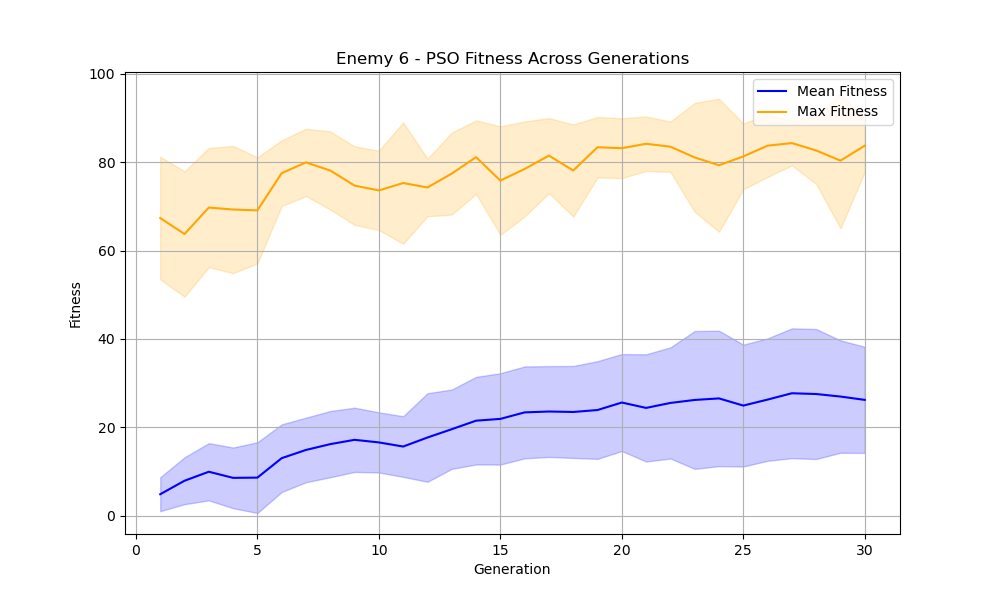 Enemy 6 - PSO Fitness Across Generations
Mean Fitness
Max Fitness
Fitness
100
80
60
40
20
0
0 5 10 15 20 25 30
Generation